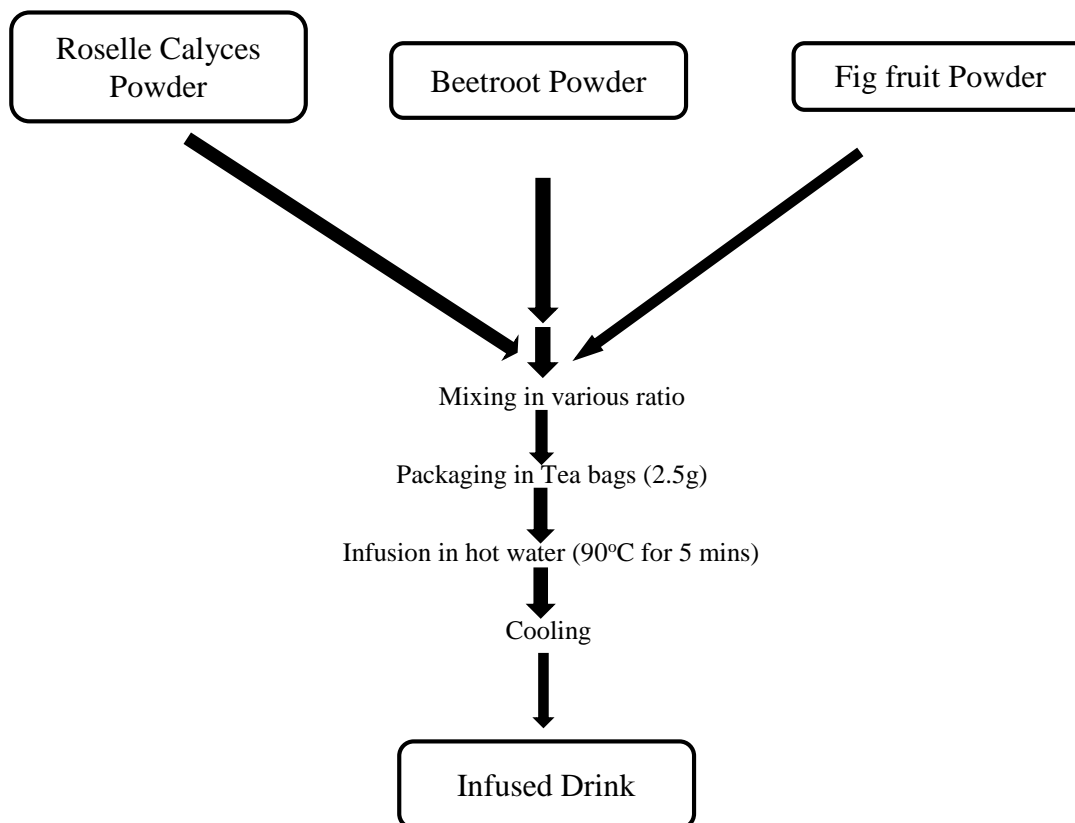 Roselle Calyces
Powder
Beetroot Powder
Fig fruit Powder
Mixing in various ratio
Packaging in Tea bags (2.5g)
Infusion in hot water (90oC for 5 mins)
Cooling
Infused Drink